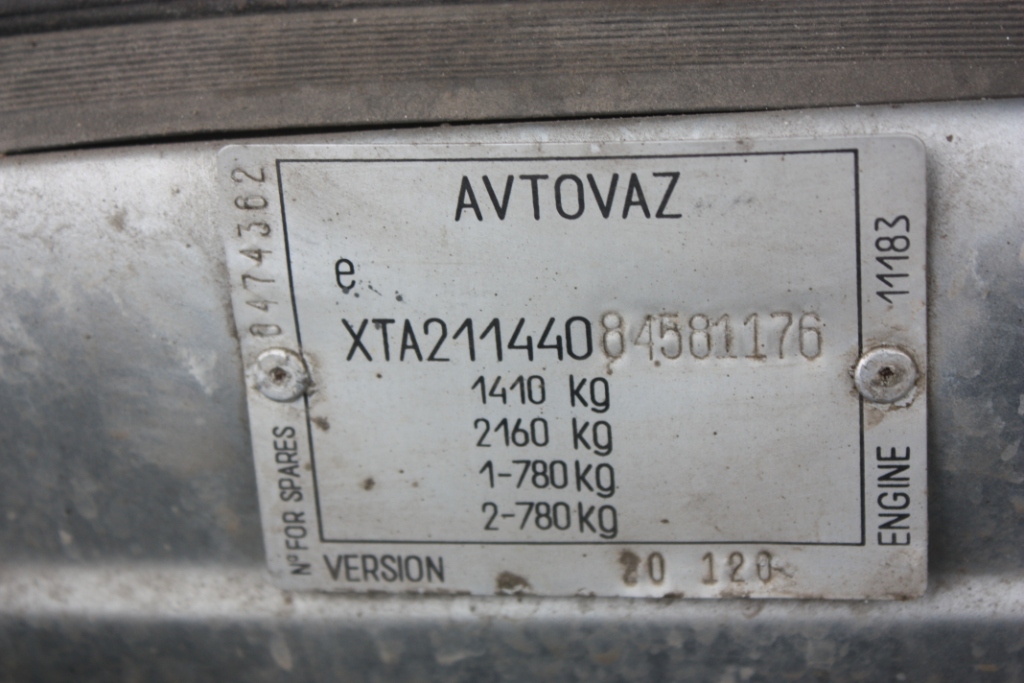 AVTOVAZ
e
XTA21144084581176
1410 kg
2160 kg
1-780 kg
2-780 kg
VERSION 20 120
Nº FOR SPARES 0474362
ENGINE 11183